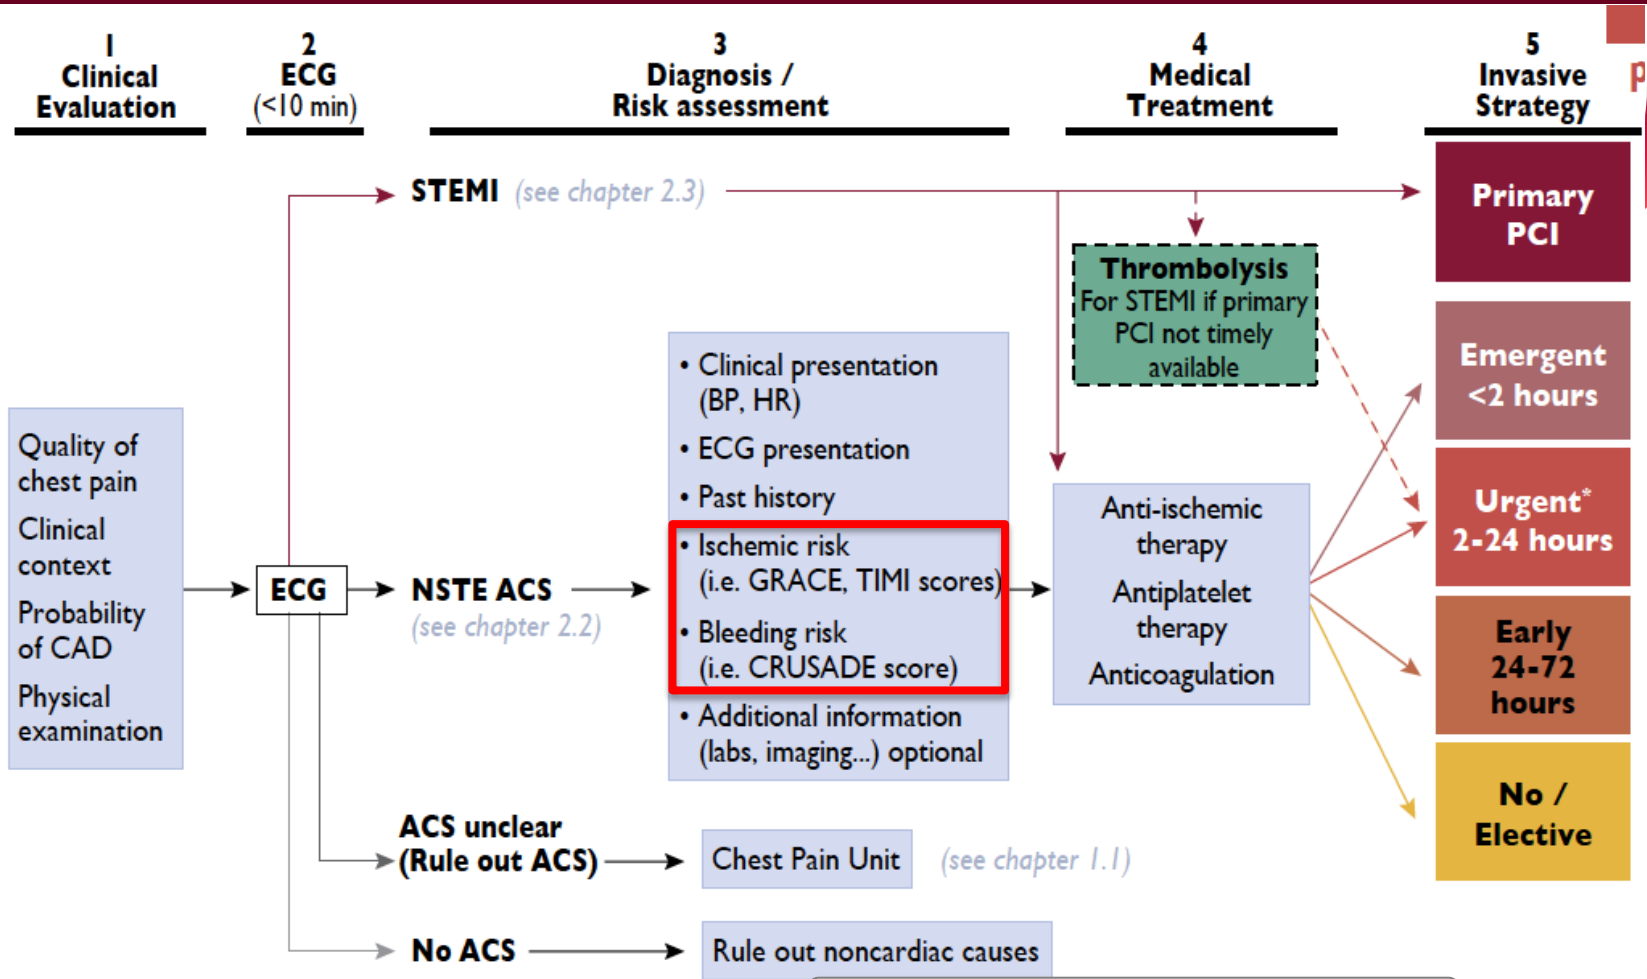 1
Clinical
Evaluation
2
ECG
(<10 min)
3
Diagnosis /
Risk assessment
4
Medical
Treatment
5
Invasive
Strategy
STEMI (see chapter 2.3)
Primary
PCI
Thrombolysis
For STEMI if primary
PCI not timely
available
Emergent
<2 hours
Quality of
chest pain
Clinical
context
Probability
of CAD
Physical
examination
ECG
NSTE ACS
(see chapter 2.2)
• Clinical presentation
(BP, HR)
• ECG presentation
• Past history
• Ischemic risk
(i.e. GRACE, TIMI scores)
• Bleeding risk
(i.e. CRUSADE score)
• Additional information
(labs, imaging...) optional
Anti-ischemic
therapy
Antiplatelet
therapy
Anticoagulation
Urgent*
2-24 hours
Early
24-72
hours
No /
Elective
ACS unclear
(Rule out ACS)
Chest Pain Unit
(see chapter 1.1)
No ACS
Rule out noncardiac causes